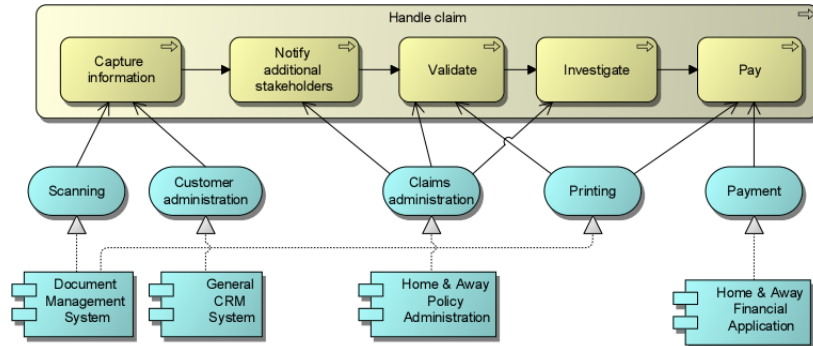 Handle claim
Capture
information
Notify
additional
stakeholders
Validate
Investigate
Pay
Scanning
Customer
administration
Claims
administration
Printing
Payment
Document
Management
System
General
CRM
System
Home & Away
Policy
Administration
Home & Away
Financial
Application